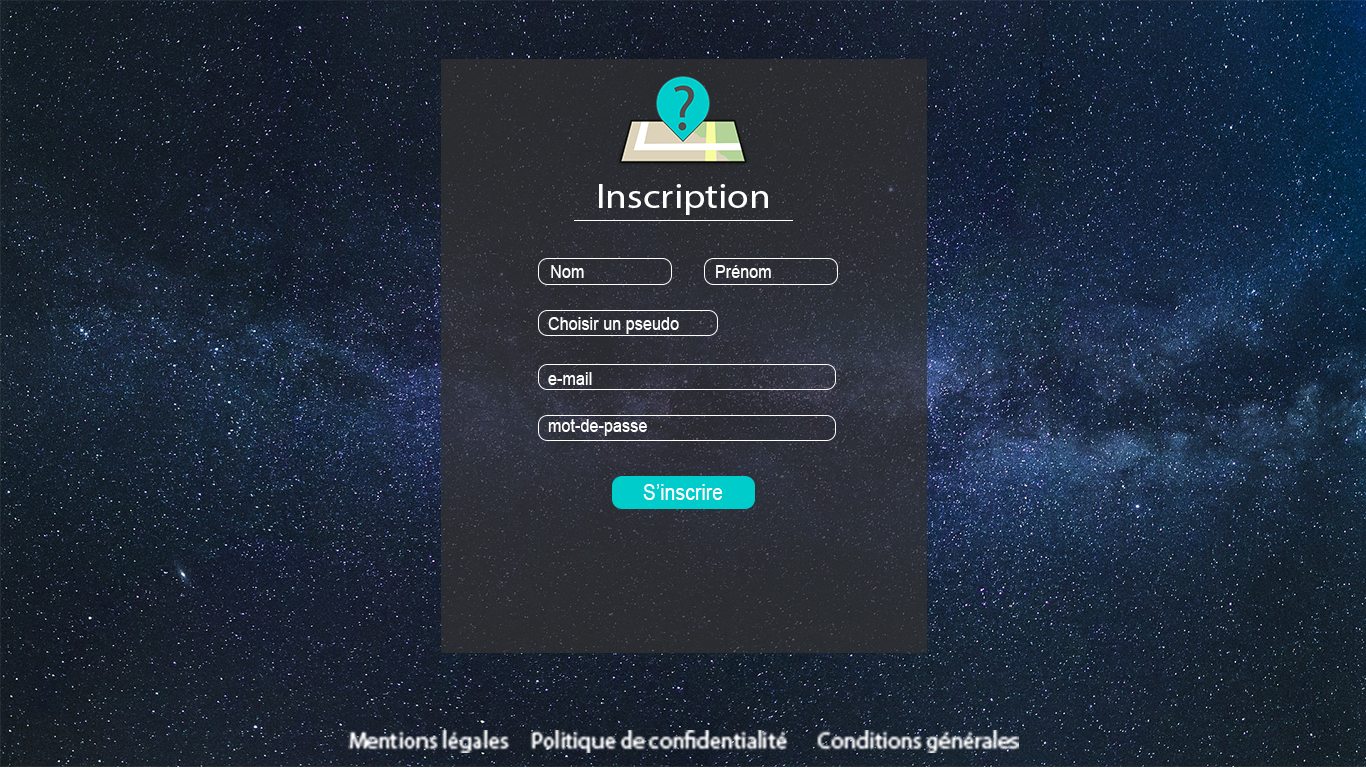 ?
Inscription
Nom Prénom
Choisir un pseudo
e-mail
mot-de-passe
S'inscrire
Mentions légales Politique de confidentialité Conditions générales